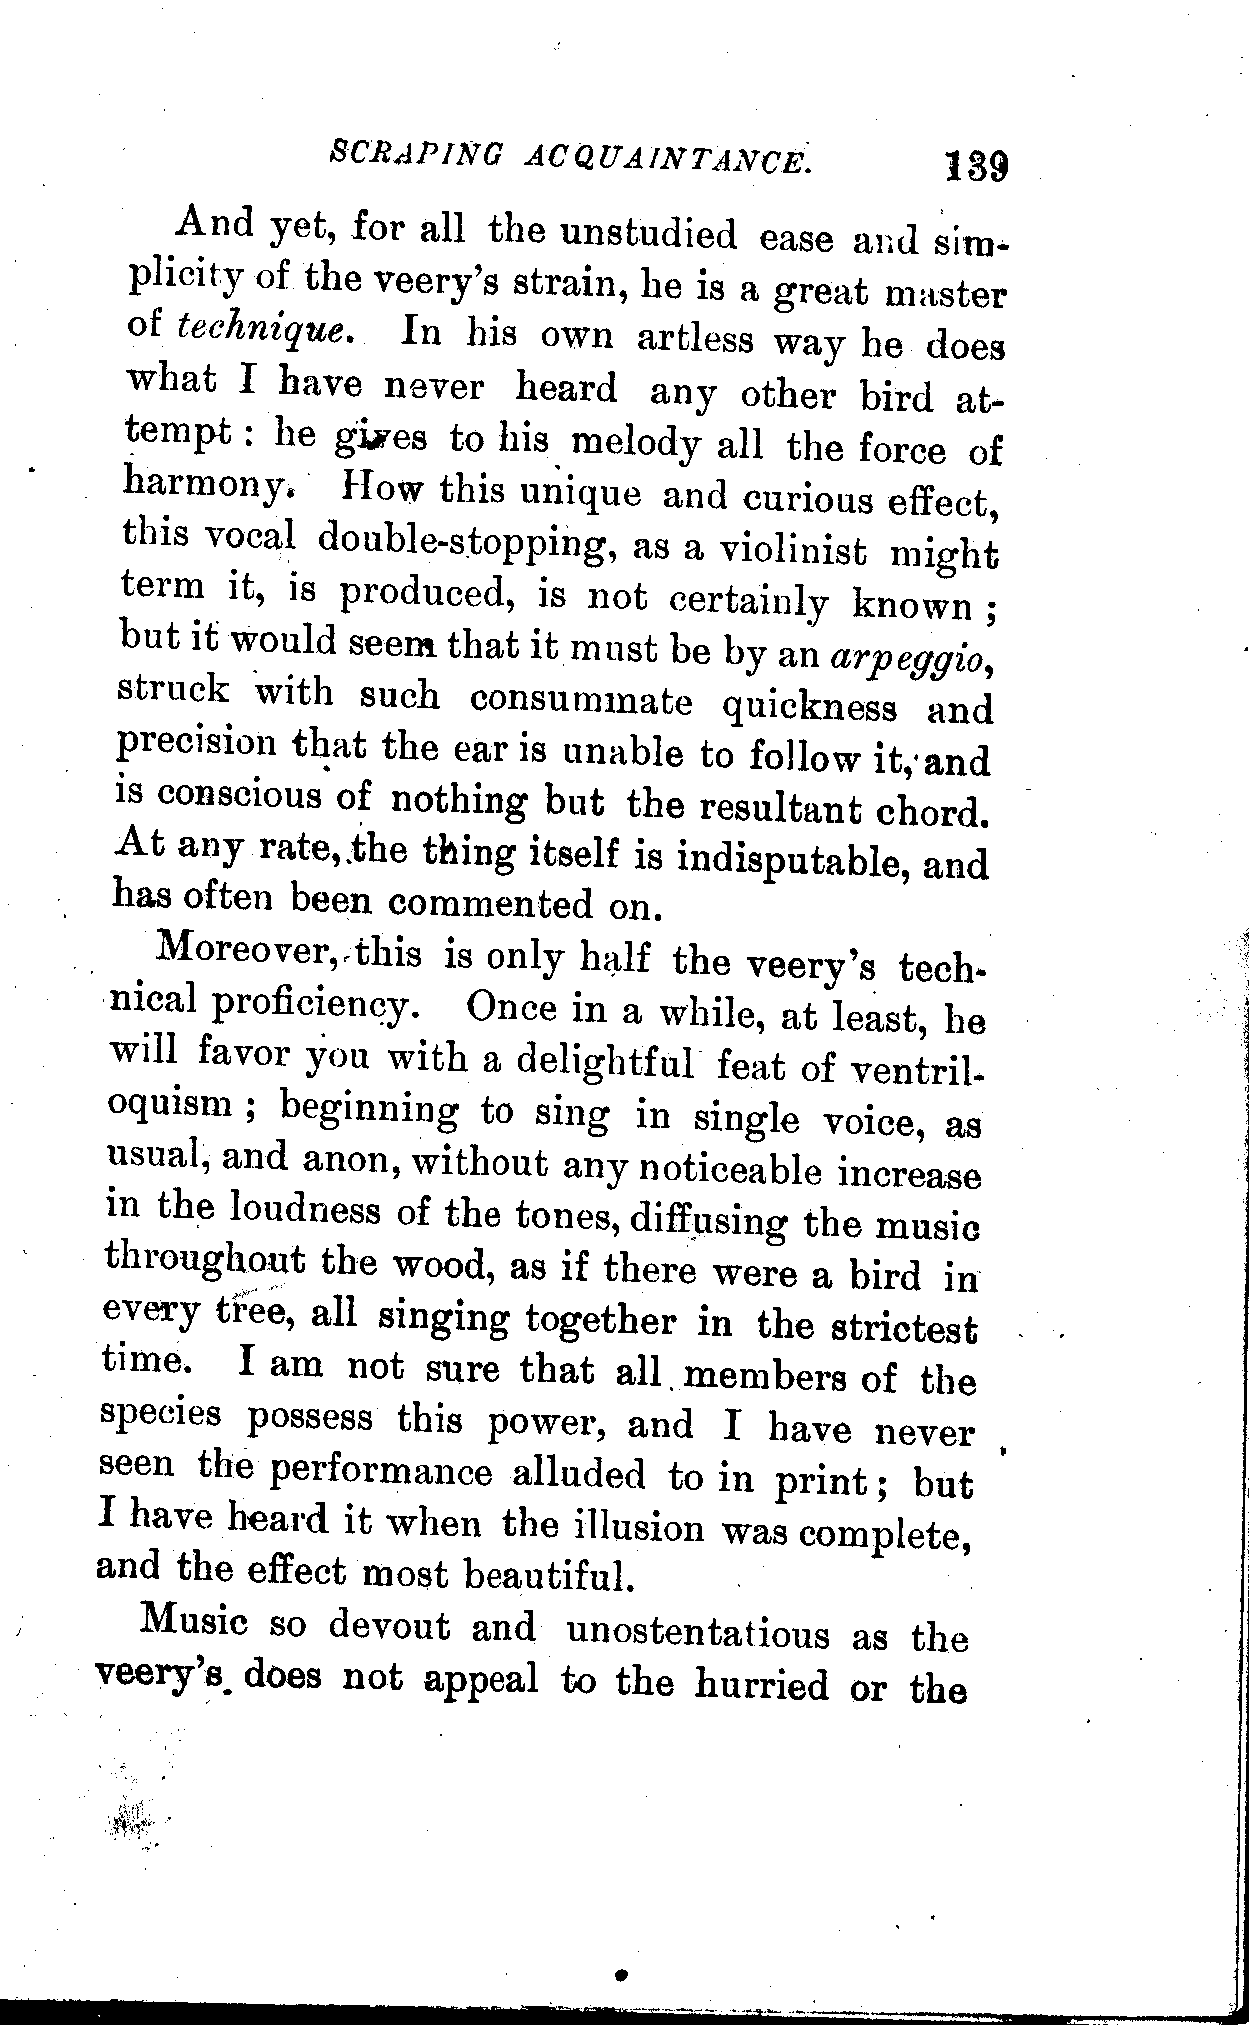 SCRAPING ACQUAINTANCE. 139
And yet, for all the unstudied ease and sim-
plicity of the veery's strain, he is a great master
of technique. In his own artless way he does
what I have never heard any other bird at-
tempt : he gives to his melody all the force of
harmony. How this unique and curious effect,
this vocal double-stopping, as a violinist might
term it, is produced, is not certainly known ;
but it would seem that it must be by an arpeggio,
struck with such consummate quickness and
precision that the ear is unable to follow it, and
is conscious of nothing but the resultant chord.
At any rate, the thing itself is indisputable, and
has often been commented on.
Moreover, this is only half the veery's tech-
nical proficiency. Once in a while, at least, he
will favor you with a delightful feat of ventril-
oquism ; beginning to sing in single voice, as
usual, and anon, without any noticeable increase
in the loudness of the tones, diffusing the music
throughout the wood, as if there were a bird in
every tree, all singing together in the strictest
time. I am not sure that all members of the
species possess this power, and I have never
seen the performance alluded to in print ; but
I have heard it when the illusion was complete,
and the effect most beautiful.
Music so devout and unostentatious as the
veery's does not appeal to the hurried or the